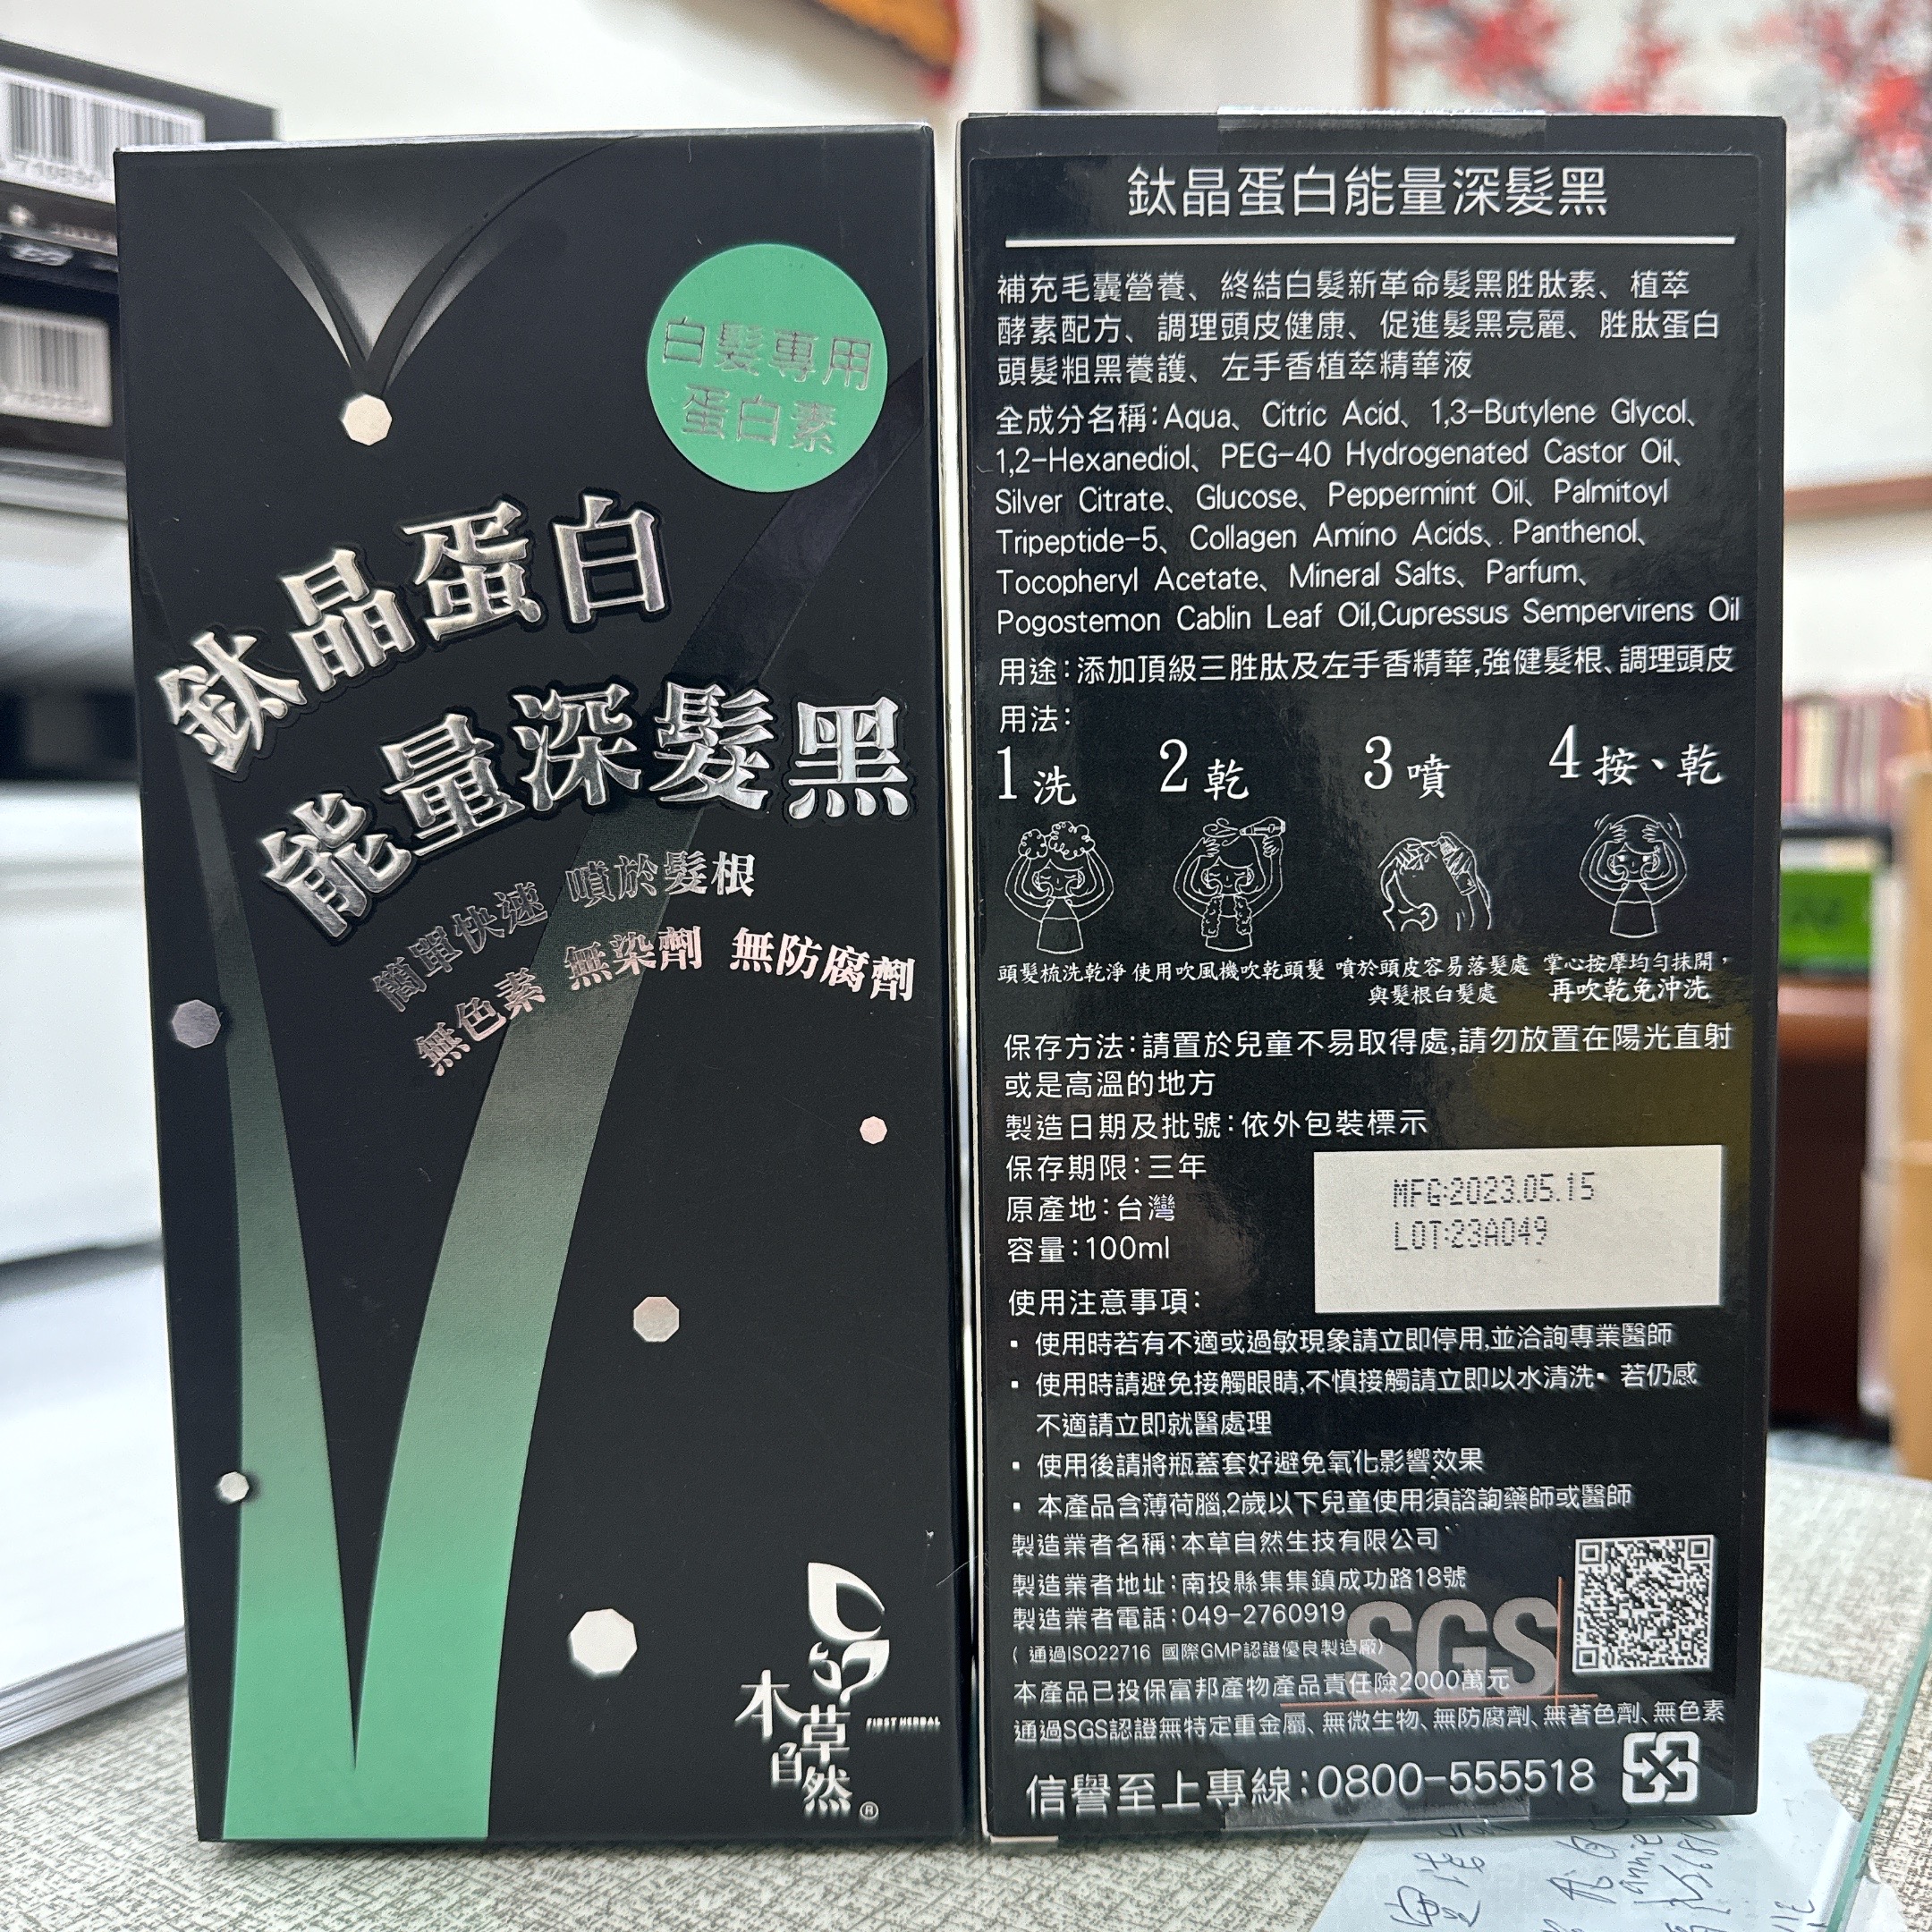 白髮專用
蛋白素
鈦晶蛋白
能量深髮黑
簡單快速 噴於髮根
無色素 無染劑 無防腐劑
本草自然®
FIRST HERBAL
鈦晶蛋白能量深髮黑
補充毛囊營養、終結白髮新革命髮黑胜肽素、植萃
酵素配方、調理頭皮健康、促進髮黑亮麗、胜肽蛋白
頭髮粗黑養護、左手香植萃精華液
全成分名稱:Aqua、Citric Acid、1,3-Butylene Glycol、
1,2-Hexanediol、PEG-40 Hydrogenated Castor Oil、
Silver Citrate、Glucose、Peppermint Oil、Palmitoyl
Tripeptide-5、Collagen Amino Acids、Panthenol、
Tocopheryl Acetate、Mineral Salts、Parfum、
Pogostemon Cablin Leaf Oil,Cupressus Sempervirens Oil
用途:添加頂級三胜肽及左手香精華,強健髮根、調理頭皮
用法:
1洗 2乾 3噴 4按、乾
頭髮梳洗乾淨 使用吹風機吹乾頭髮 噴於頭皮容易落髮處 掌心按摩均勻抹開,
與髮根白髮處 再吹乾免沖洗
保存方法:請置於兒童不易取得處,請勿放置在陽光直射
或是高溫的地方
製造日期及批號:依外包裝標示
保存期限:三年
MFG:2023.05.15
原產地:台灣
LOT:23A049
容量:100ml
使用注意事項:
▪ 使用時若有不適或過敏現象請立即停用,並洽詢專業醫師
▪ 使用時請避免接觸眼睛,不慎接觸請立即以水清洗▪ 若仍感
不適請立即就醫處理
▪ 使用後請將瓶蓋套好避免氧化影響效果
▪ 本產品含薄荷腦,2歲以下兒童使用須諮詢藥師或醫師
製造業者名稱:本草自然生技有限公司
製造業者地址:南投縣集集鎮成功路18號
製造業者電話:049-2760919
SGS
( 通過ISO22716 國際GMP認證優良製造廠)
本產品已投保富邦產物產品責任險2000萬元
通過SGS認證無特定重金屬、無微生物、無防腐劑、無著色劑、無色素
信譽至上專線:0800-555518